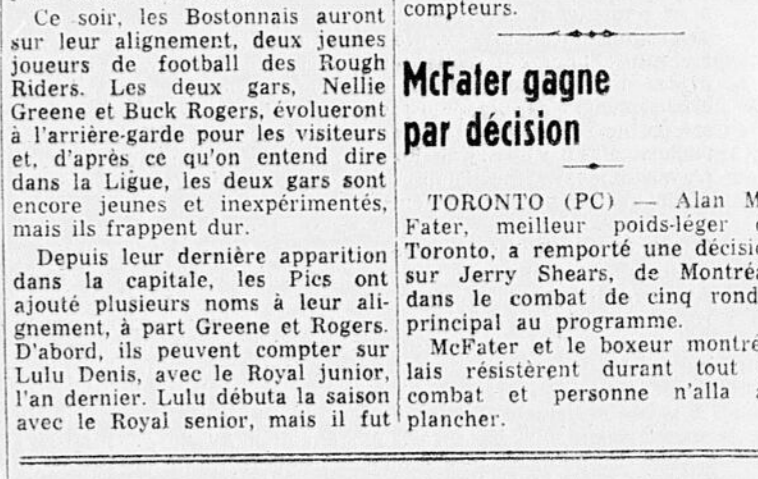 Ce soir, les Bostonnais auront
sur leur alignement, deux jeunes
joueurs de football des Rough
Riders. Les deux gars, Nellie
Greene et Buck Rogers, évolueront
à l'arrière-garde pour les visiteurs
et, d'après ce qu'on entend dire
dans la Ligue, les deux gars sont
encore jeunes et inexpérimentés,
mais ils frappent dur.
Depuis leur dernière apparition
dans la capitale, les Pics ont
ajouté plusieurs noms à leur ali-
gnement, à part Greene et Rogers.
D'abord, ils peuvent compter sur
Lulu Denis, avec le Royal junior,
l'an dernier. Lulu débuta la saison
avec le Royal senior, mais il fut
compteurs.
McFater gagne
par décision
TORONTO (PC) — Alan M
Fater, meilleur poids-léger
Toronto, a remporté une décisi
sur Jerry Shears, de Montréa
dans le combat de cinq rond
principal au programme.
McFater et le boxeur montré
lais résistèrent durant tout
combat et personne n'alla
plancher.